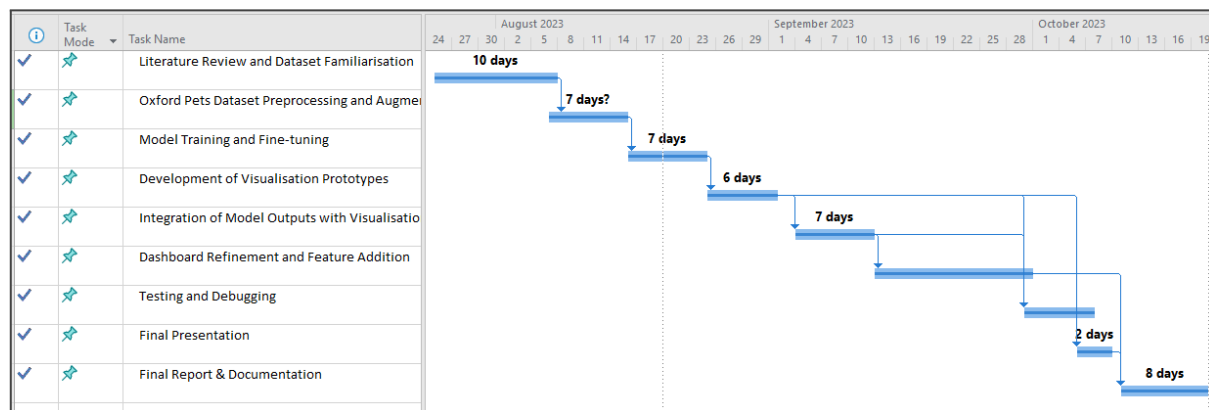 August 2023 September 2023 October 2023
Task Mode Task Name 24 27 30 2 5 8 11 14 17 20 23 26 29 1 4 7 10 13 16 19 22 25 28 1 4 7 10 13 16 19
Literature Review and Dataset Familiarisation 10 days
Oxford Pets Dataset Preprocessing and Augme 7 days?
Model Training and Fine-tuning 7 days
Development of Visualisation Prototypes 6 days
Integration of Model Outputs with Visualisatio 7 days
Dashboard Refinement and Feature Addition
Testing and Debugging
Final Presentation 2 days
Final Report & Documentation 8 days